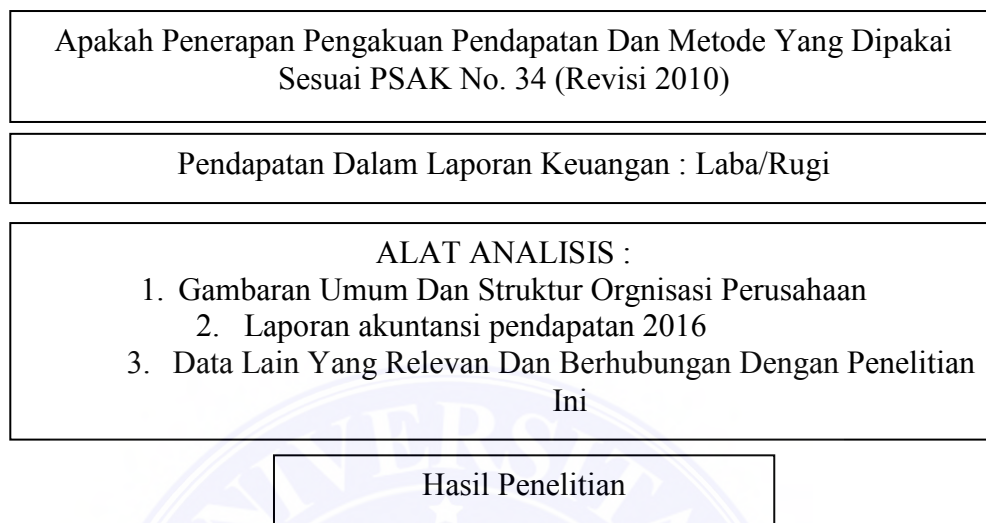 Apakah Penerapan Pengakuan Pendapatan Dan Metode Yang Dipakai
Sesuai PSAK No. 34 (Revisi 2010)
Pendapatan Dalam Laporan Keuangan : Laba/Rugi
ALAT ANALISIS :
1. Gambaran Umum Dan Struktur Orgnisasi Perusahaan
2. Laporan akuntansi pendapatan 2016
3. Data Lain Yang Relevan Dan Berhubungan Dengan Penelitian
Ini
UNIVERSITA
Hasil Penelitian